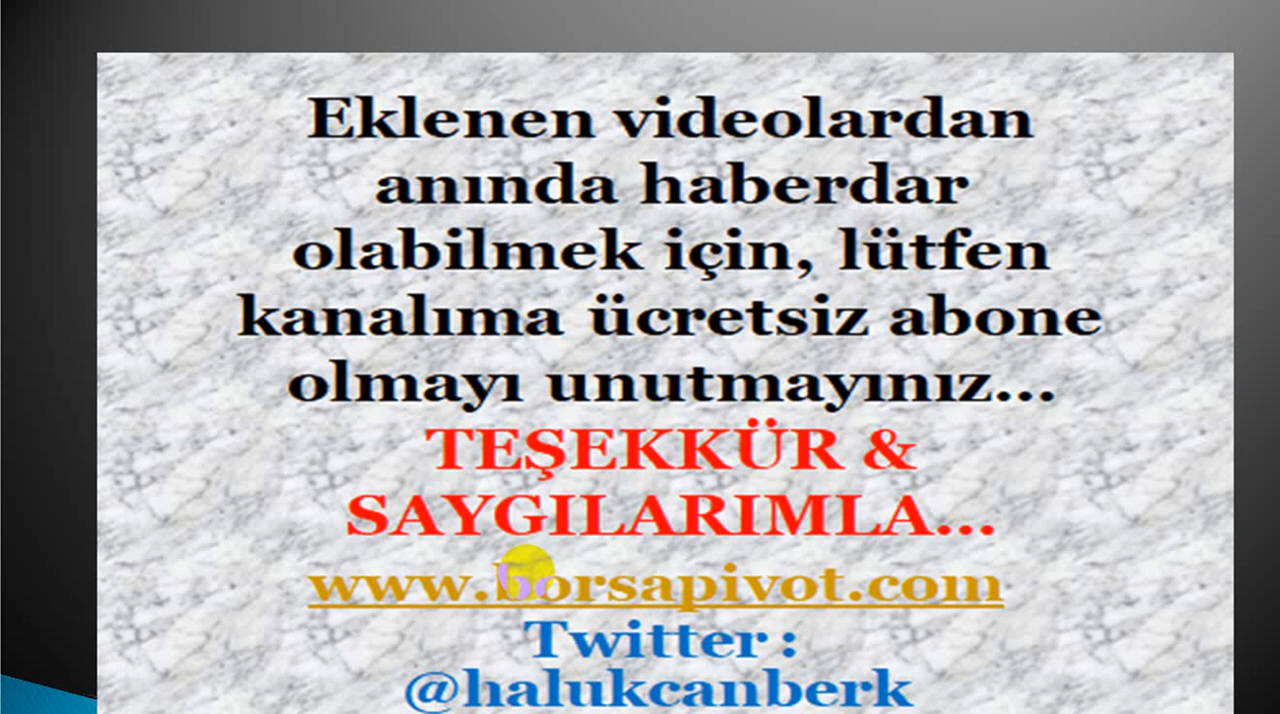 Eklenen videolardan
anında haberdar
olabilmek için, lütfen
kanalıma ücretsiz abone
olmayı unutmayınız...
TEŞEKKÜR &
SAYGILARIMLA...
www.borsapivot.com
Twitter :
@halukcanberk